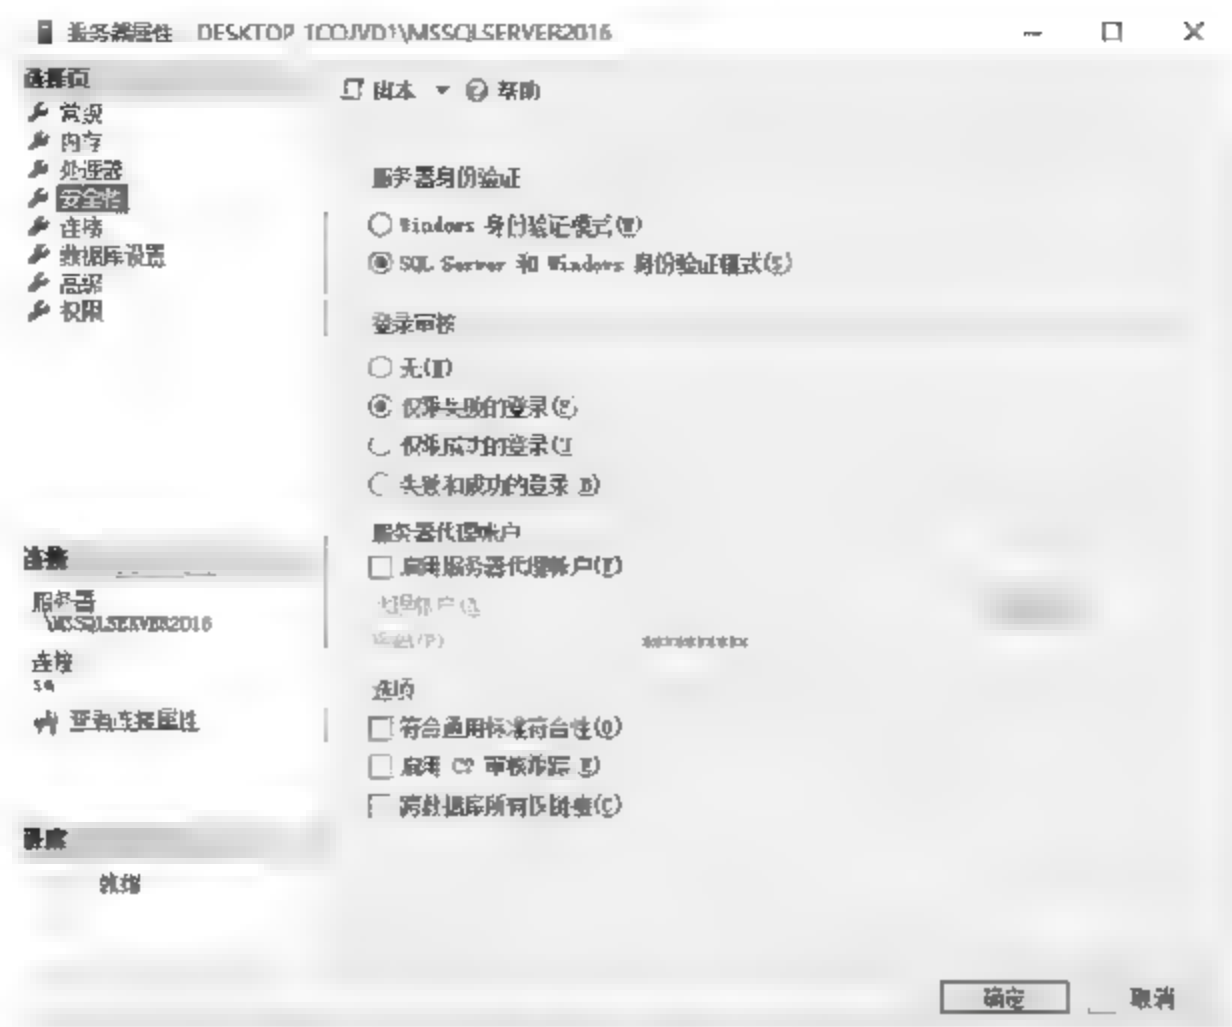 服务器属性 - DESKTOP-1COJVD1\MSSQLSERVER2016
选择页
常规
内存
处理器
安全性
连接
数据库设置
高级
权限
脚本 帮助
服务器身份验证
Windows 身份验证模式(W)
SQL Server 和 Windows 身份验证模式(S)
登录审核
无(N)
仅限失败的登录(F)
仅限成功的登录(U
失败和成功的登录 B)
服务器代理帐户
启用服务器代理帐户(E)
代理帐户(A
密码(P) ***********
选项
符合通用标准符合性(O)
启用 C2 审核跟踪 E)
跨数据库所有权链接(C)
连接
服务器
\MSSQLSERVER2016
连接
sa
查看连接属性
进度
就绪
确定 取消